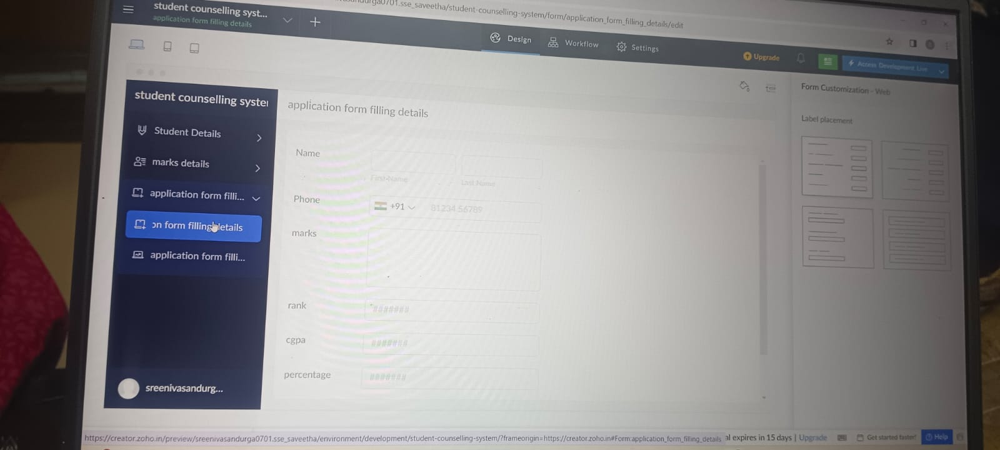 student counselling syst...
application form filling details
sse_saveetha/student-counselling-system/form/application_form_filling_details/edit
Design
Workflow
Settings
Upgrade
Access Development Live
student counselling syste
Student Details
marks details
application form filli...
on form filling details
application form filli...
sreenivasandurg...
application form filling details
Name
First Name
Last Name
Phone
+91
81234 56789
marks
rank
#######
cgpa
#######
percentage
#######
Form Customization - Web
Label placement
https://creator.zoho.in/preview/sreenivasandurga0701.sse_saveetha/environment/development/student-counselling-system/?frameorigin=https://creator.zoho.in#Form:application_form_filling_details
al expires in 15 days | Upgrade
Get started faster!
Help